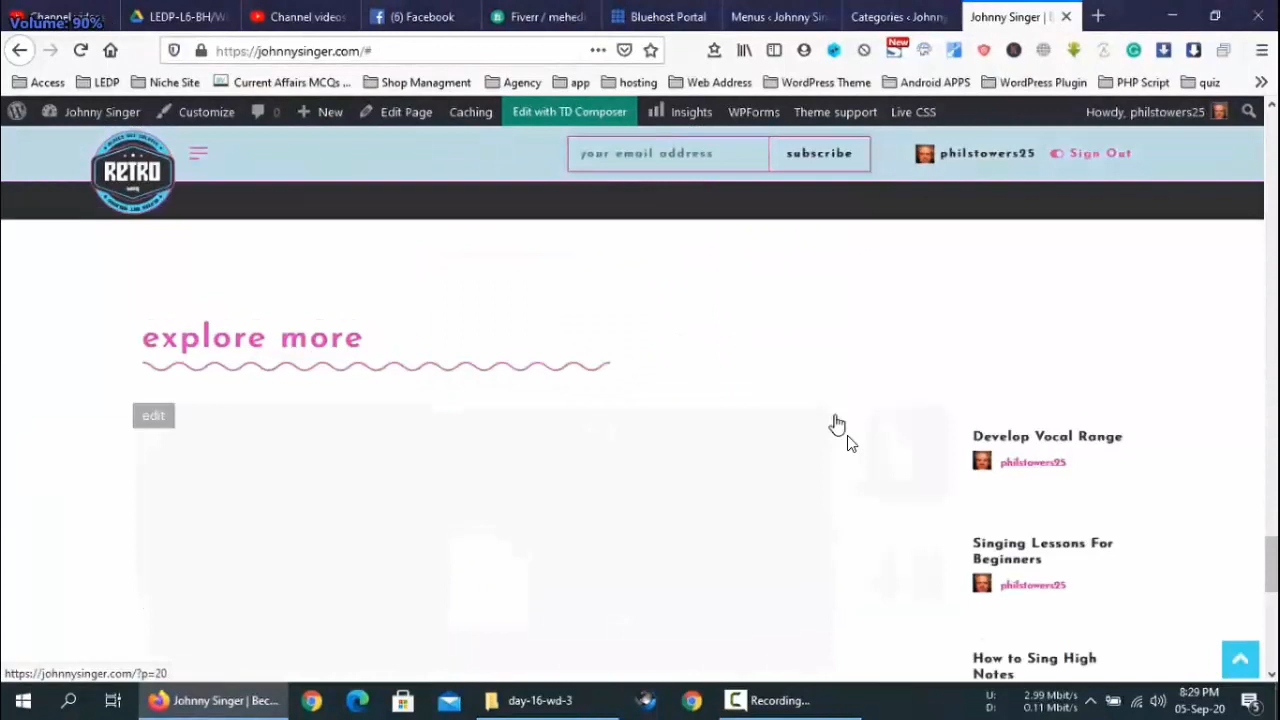 Channel videos
Volume: 90%
LEDP-L6-BH/W
Channel videos
(6) Facebook
Fiverr / mehedi
Bluehost Portal
Menus ‹ Johnny Sin
Categories ‹ Johnny
Johnny Singer |
https://johnnysinger.com/#
New
Access
LEDP
Niche Site
Current Affairs MCQs ...
Shop Managment
Agency
app
hosting
Web Address
WordPress Theme
Android APPS
WordPress Plugin
PHP Script
quiz
Johnny Singer
Customize
0
New
Edit Page
Caching
Edit with TD Composer
Insights
WPForms
Theme support
Live CSS
Howdy, philstowers25
RETRO
your email address
subscribe
philstowers25
Sign Out
explore more
edit
Develop Vocal Range
philstowers25
Singing Lessons For
Beginners
philstowers25
How to Sing High
Notes
https://johnnysinger.com/?p=20
Johnny Singer | Bec...
day-16-wd-3
Recording...
U: 2.99 Mbit/s
D: 0.11 Mbit/s
8:29 PM
05-Sep-20
5